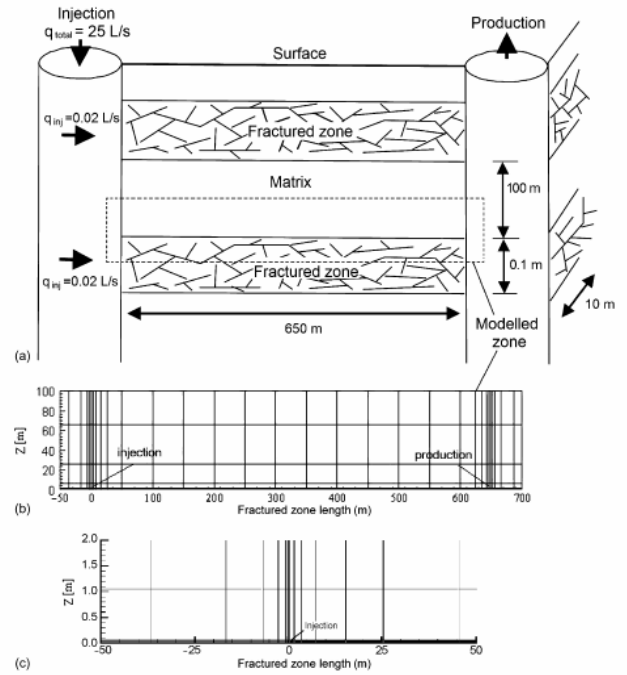 Injection
q total = 25 L/s
Production
Surface
q inj =0.02 L/s
Fractured zone
Matrix
100 m
Fractured zone
0.1 m
q inj =0.02 L/s
10 m
650 m
Modelled
zone
(a)
100
80
60
40
20
0
Z [m]
injection
production
-50 0 100 200 300 400 500 600 700
Fractured zone length (m)
(b)
2.0
1.5
1.0
0.5
0.0
Z [m]
Injection
-50 -25 0 25 50
Fractured zone length (m)
(c)